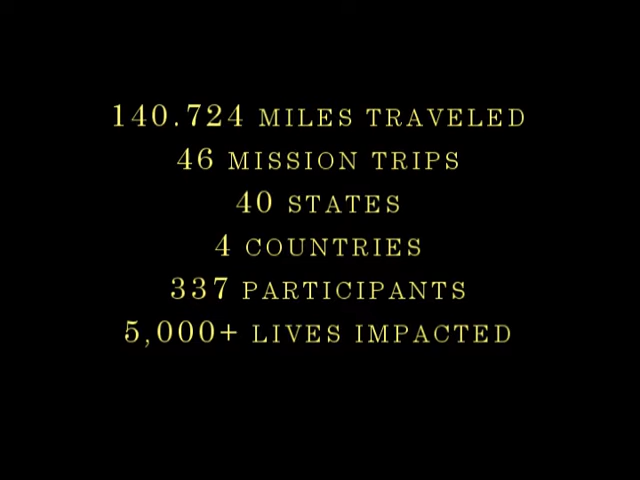 140.724 MILES TRAVELED
46 MISSION TRIPS
40 STATES
4 COUNTRIES
337 PARTICIPANTS
5,000+ LIVES IMPACTED